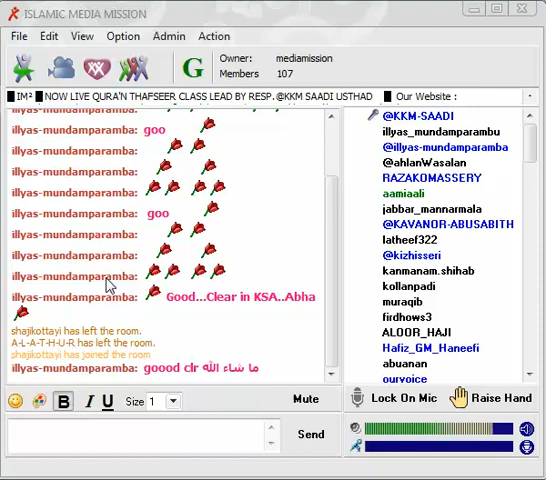 ISLAMIC MEDIA MISSION
File Edit View Option Admin Action
G Owner: mediamission
Members 107
IM² NOW LIVE QURA'N THAFSEER CLASS LEAD BY RESP.@KKM SAADI USTHAD Our Website :
illyas-mundamparamba:
illyas-mundamparamba: goo
illyas-mundamparamba:
illyas-mundamparamba:
illyas-mundamparamba:
illyas-mundamparamba: goo
illyas-mundamparamba:
illyas-mundamparamba:
illyas-mundamparamba:
illyas-mundamparamba: Good...Clear in KSA..Abha
shajikottayi has left the room.
A-L-A-T-H-U-R has left the room.
shajikottayi has joined the room
illyas-mundamparamba: goood clr ما شاء الله
@KKM-SAADI
illyas_mundamparambu
@illyas-mundamparamba
@ahlanWasalan
RAZAKOMASSERY
aamiaali
jabbar_mannarmala
@KAVANOR-ABUSABITH
latheef322
@kizhisseri
kanmanam.shihab
kollanpadi
muraqib
firdhows3
ALOOR_HAJI
Hafiz_GM_Haneefi
abuanan
ourvoice
B I U Size 1 Mute
Lock On Mic Raise Hand
Send